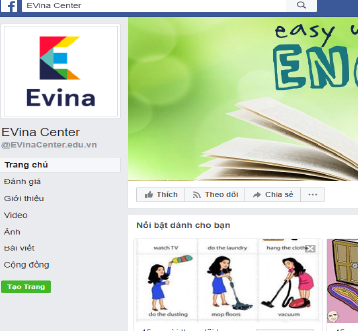 EVina Center
easy
EN
Evina
EVina Center
@EVinaCenter.edu.vn
Trang chủ
Đánh giá
Giới thiệu
Video
Ảnh
Bài viết
Cộng đồng
Tạo Trang
Thích
Theo dõi
Chia sẻ
Nổi bật dành cho bạn
watch TV
do the laundry
hang the clothe
do the dusting
mop floors
vacuum